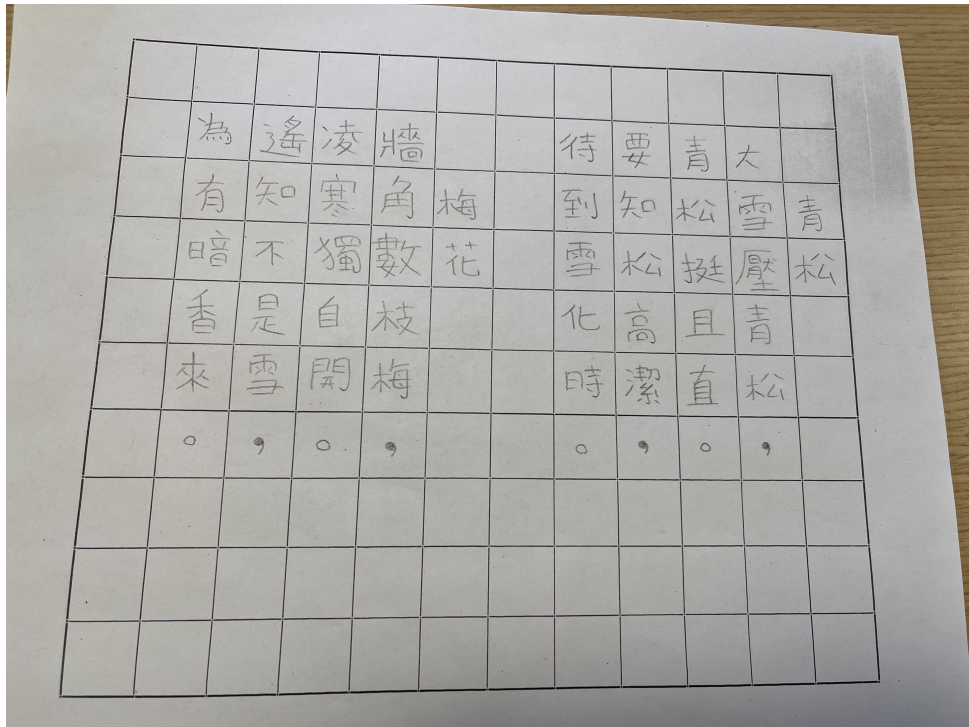 青松
大雪壓青松，
青松挺且直。
要知松高潔，
待到雪化時。
梅花
牆角數枝梅，
凌寒獨自開。
遙知不是雪，
為有暗香來。